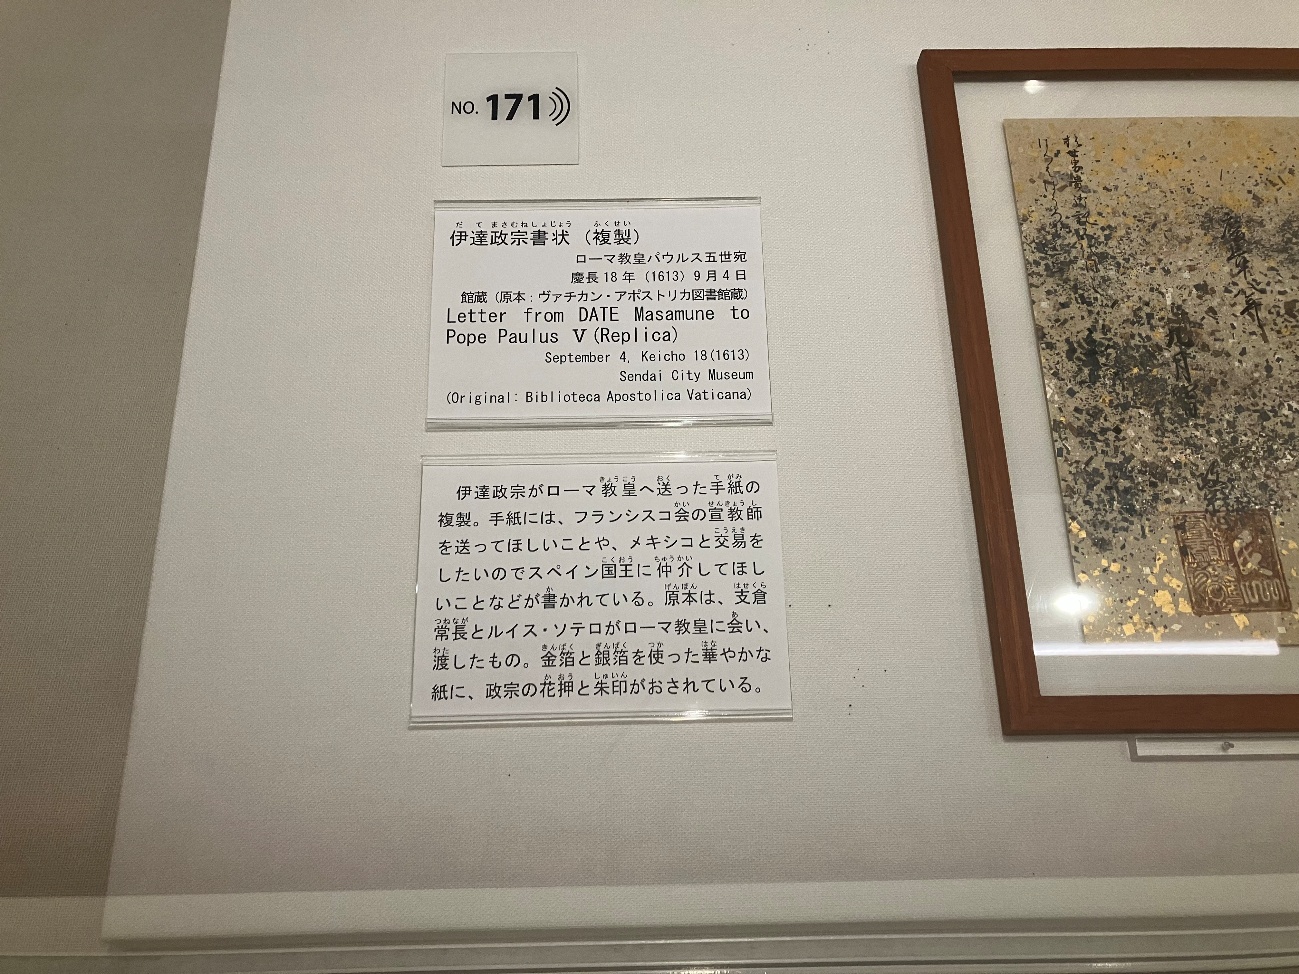 NO. 171
伊達政宗書状（複製）
ローマ教皇パウルス五世宛
慶長18年（1613）9月4日
館蔵（原本：ヴァチカン・アポストリカ図書館蔵）
Letter from DATE Masamune to
Pope Paulus Ⅴ(Replica)
September 4, Keicho 18(1613)
Sendai City Museum
(Original: Biblioteca Apostolica Vaticana)
伊達政宗がローマ教皇へ送った手紙の
複製。手紙には、フランシスコ会の宣教師
を送ってほしいことや、メキシコと交易を
したいのでスペイン国王に仲介してほし
いことなどが書かれている。原本は、支倉
常長とルイス・ソテロがローマ教皇に会い、
渡したもの。金箔と銀箔を使った華やかな
紙に、政宗の花押と朱印がおされている。